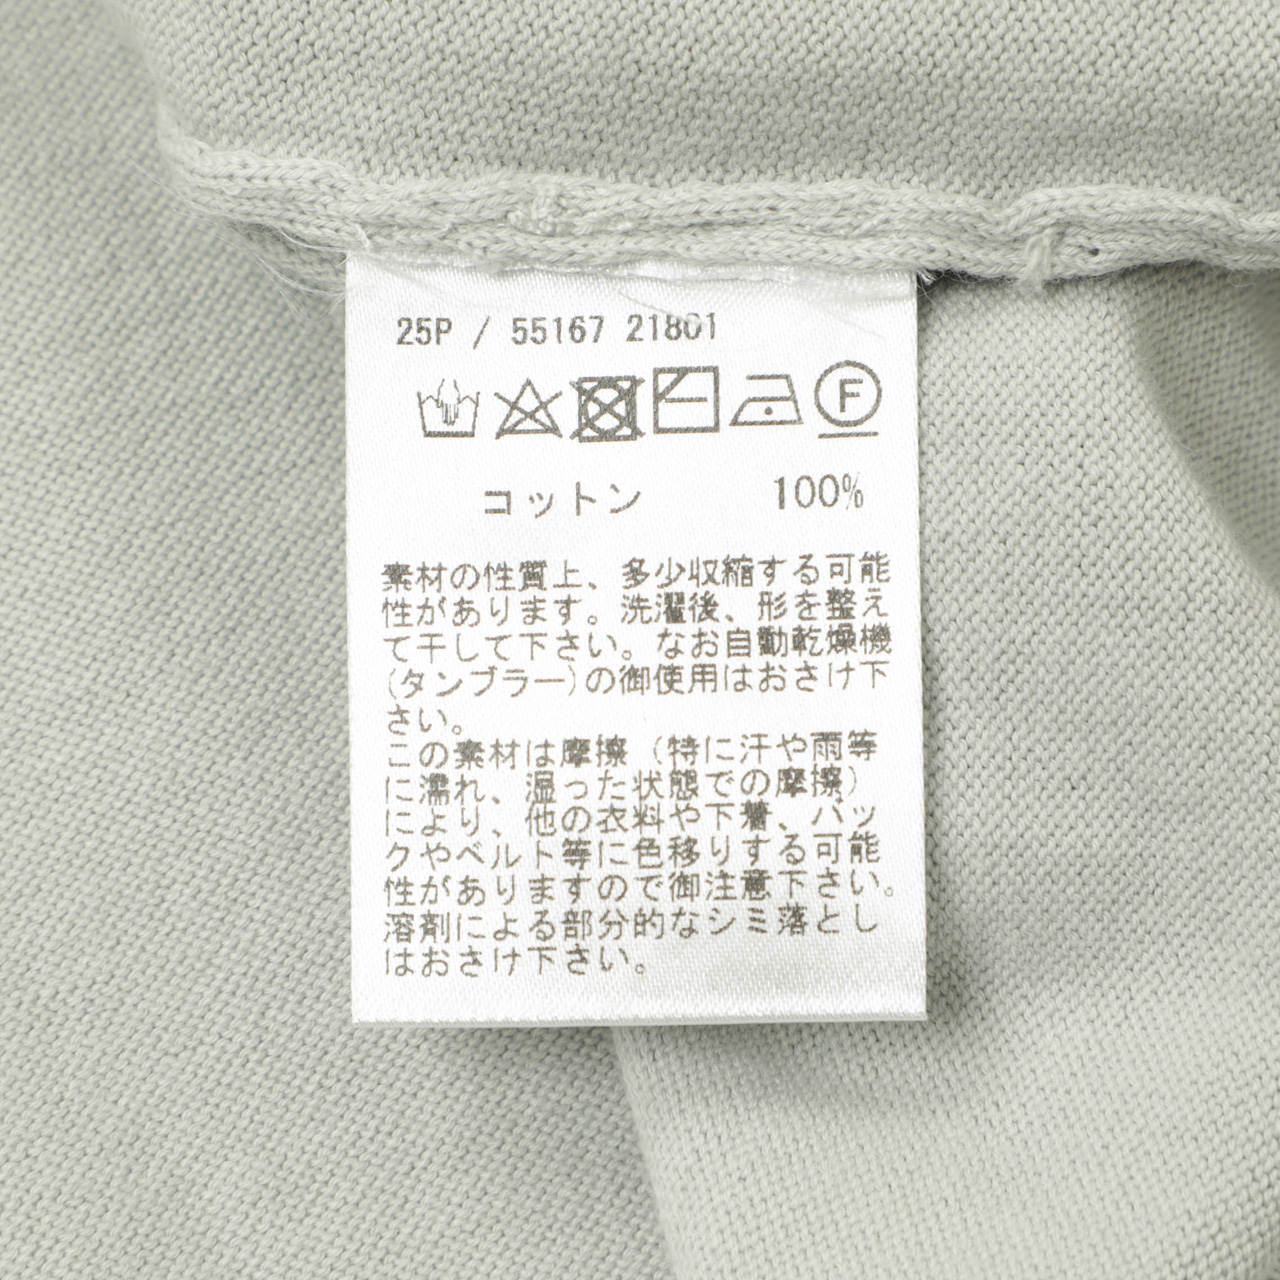 25P / 55167 21801
F
コットン 100%
素材の性質上、多少収縮する可能
性があります。洗濯後、形を整え
て干して下さい。なお自動乾燥機
(タンブラー)の御使用はおさけ下
さい。
この素材は摩擦（特に汗や雨等
に濡れ、湿った状態での摩擦）
により、他の衣料や下着、バッ
クやベルト等に色移りする可能
性がありますので御注意下さい。
溶剤による部分的なシミ落とし
はおさけ下さい。